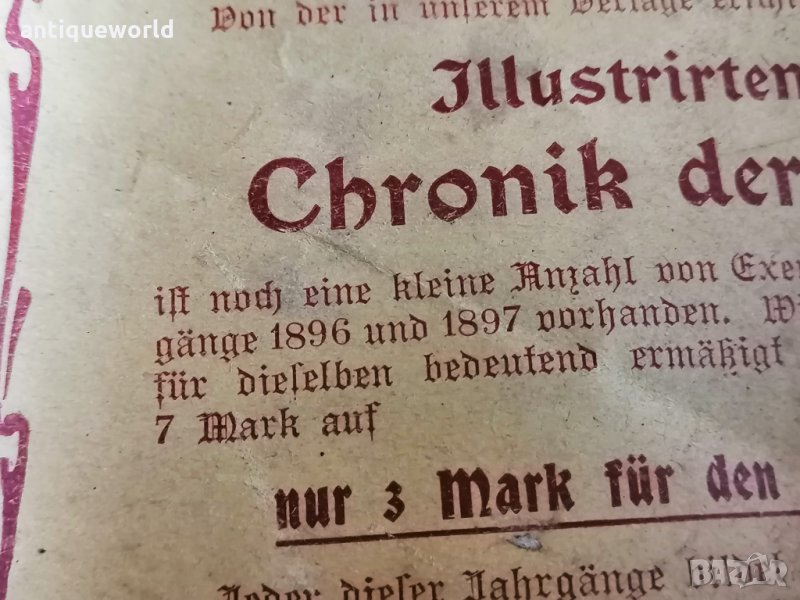 antiqueworld
Von der in unserem Verlage
Illustrirten
Chronik der
ist noch eine kleine Anzahl von
gänge 1896 und 1897 vorhanden.
für dieselben bedeutend ermäßigt
7 Mark auf
nur 3 Mark für den
Jeder dieser Jahrgänge
BAZAR